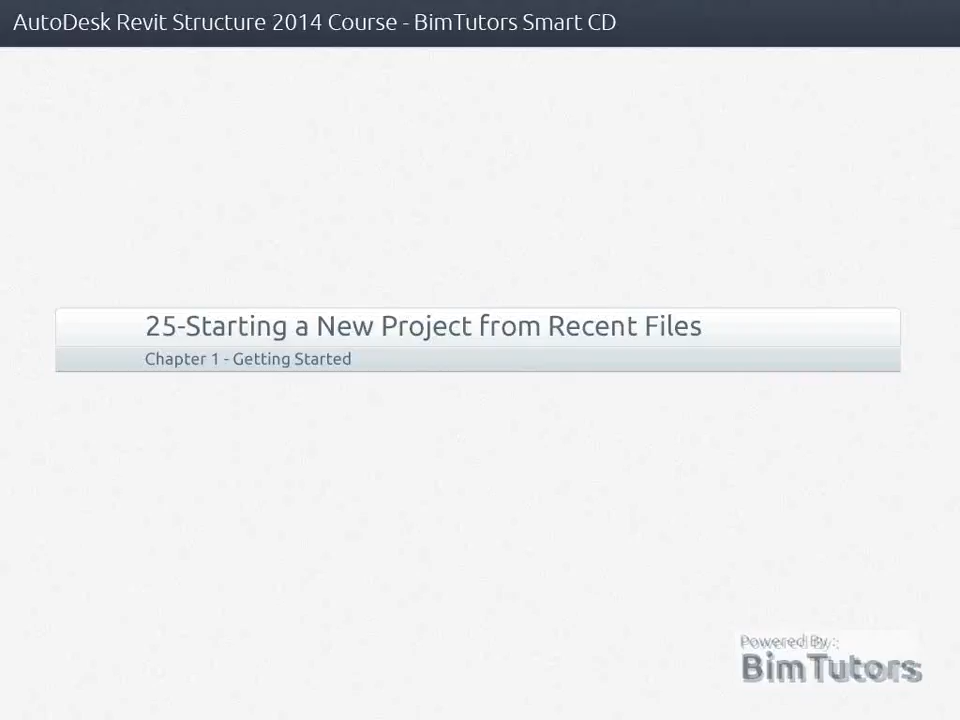 AutoDesk Revit Structure 2014 Course - BimTutors Smart CD
25-Starting a New Project from Recent Files
Chapter 1 - Getting Started
Powered By:
BimTutors